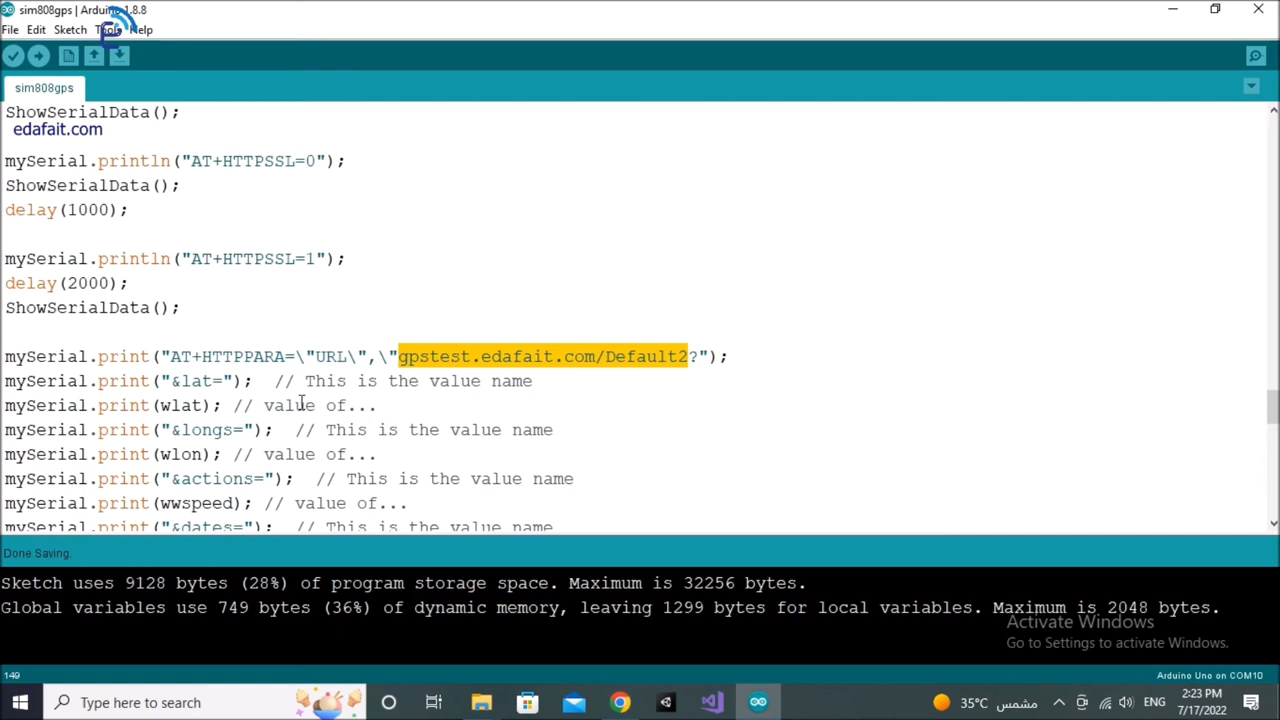 sim808gps | Arduino 1.8.8
File Edit Sketch Tools Help
sim808gps
ShowSerialData();
edafait.com
mySerial.println("AT+HTTPSSL=0");
ShowSerialData();
delay(1000);
mySerial.println("AT+HTTPSSL=1");
delay(2000);
ShowSerialData();
mySerial.print("AT+HTTPPARA=\"URL\",\"gpstest.edafait.com/Default2?");
mySerial.print("&lat="); // This is the value name
mySerial.print(wlat); // value of...
mySerial.print("&longs="); // This is the value name
mySerial.print(wlon); // value of...
mySerial.print("&actions="); // This is the value name
mySerial.print(wwspeed); // value of...
mySerial.print("&dates="); // This is the value name
Done Saving.
Sketch uses 9128 bytes (28%) of program storage space. Maximum is 32256 bytes.
Global variables use 749 bytes (36%) of dynamic memory, leaving 1299 bytes for local variables. Maximum is 2048 bytes.
Activate Windows
Go to Settings to activate Windows.
149 Arduino Uno on COM10
Type here to search 35°C مشمس ENG 2:23 PM
7/17/2022